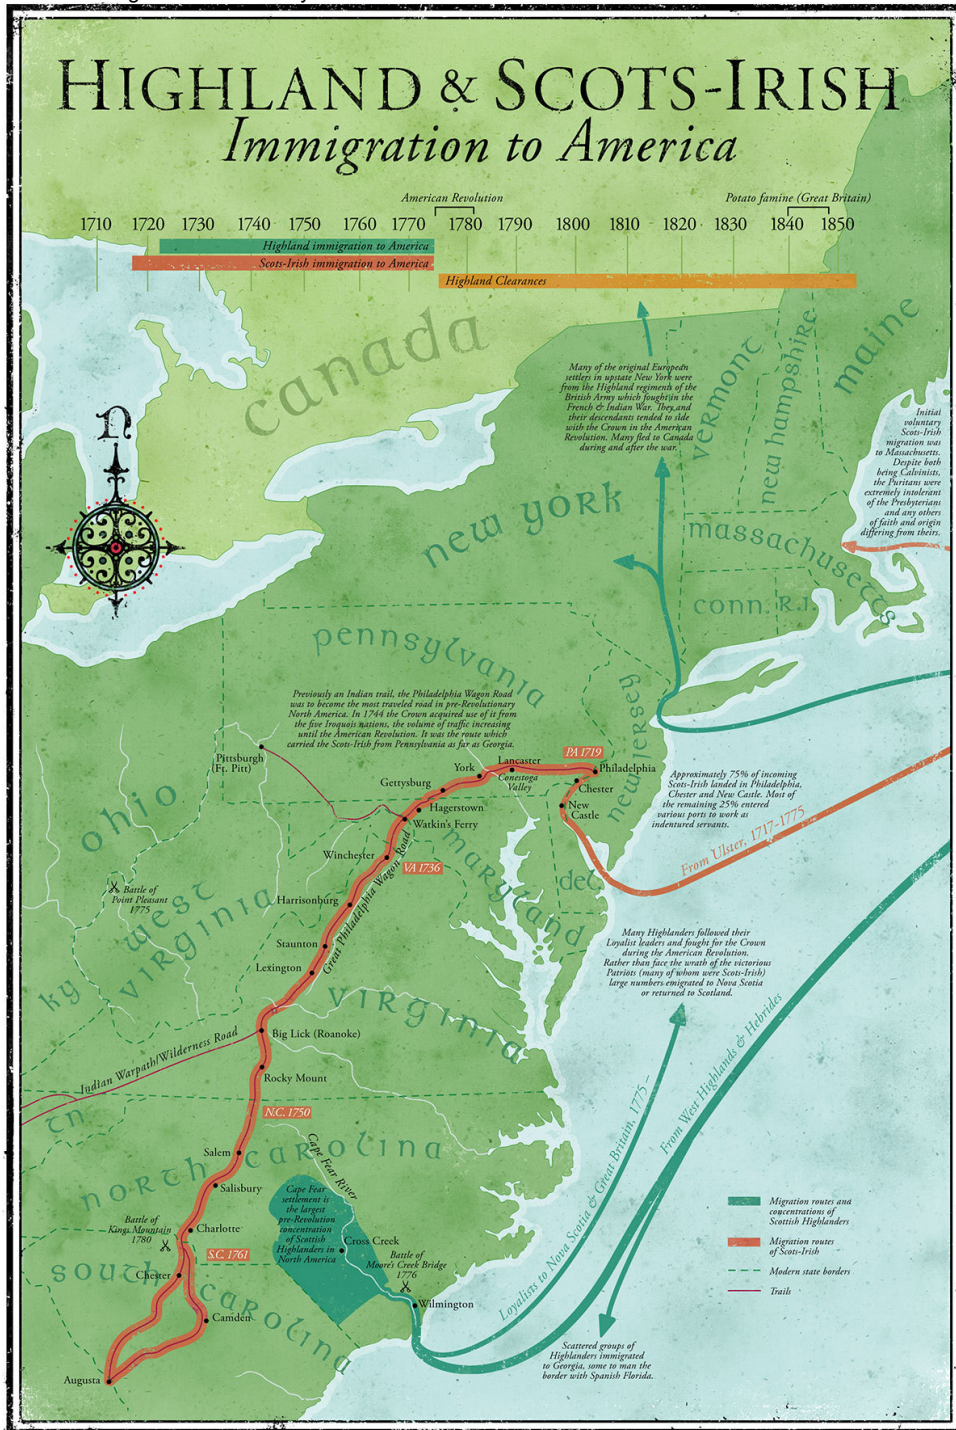 HIGHLAND & SCOTS-IRISH
Immigration to America
American Revolution
Potato famine (Great Britain)
1710 1720 1730 1740 1750 1760 1770 1780 1790 1800 1810 1820 1830 1840 1850
Highland immigration to America
Scots-Irish immigration to America
Highland Clearances
canada
n
Many of the original European
settlers in upstate New York were
from the Highland regiments of the
British Army which fought in the
French & Indian War. They and
their descendants tended to side
with the Crown in the American
Revolution. Many fled to Canada
during and after the war.
vermont
new hampshire
maine
Initial
voluntary
Scots-Irish
migration was
to Massachusetts.
Despite both
being Calvinists,
the Puritans were
extremely intolerant
of the Presbyterians
and any others
of faith and origin
differing from theirs.
new york
massachusetts
conn.
R.I.
pennsylvania
new jersey
Previously an Indian trail, the Philadelphia Wagon Road
was to become the most traveled road in pre-Revolutionary
North America. In 1744 the Crown acquired use of it from
the five Iroquois nations, the volume of traffic increasing
until the American Revolution. It was the route which
carried the Scots-Irish from Pennsylvania as far as Georgia.
Pittsburgh
(Ft. Pitt)
PA 1719
York
Lancaster
Conestoga
Valley
Philadelphia
Gettysburg
Chester
Hagerstown
New
Castle
Watkin's Ferry
Approximately 75% of incoming
Scots-Irish landed in Philadelphia,
Chester and New Castle. Most of
the remaining 25% entered
various ports to work as
indentured servants.
From Ulster, 1717-1775
ohio
Winchester
VA 1736
maryland
del.
Great Philadelphia Wagon Road
Battle of
Point Pleasant
1775
west
virginia
Harrisonburg
Staunton
Lexington
ky
virginia
Many Highlanders followed their
Loyalist leaders and fought for the Crown
during the American Revolution.
Rather than face the wrath of the victorious
Patriots (many of whom were Scots-Irish)
large numbers emigrated to Nova Scotia
or returned to Scotland.
Big Lick (Roanoke)
Indian Warpath/Wilderness Road
Rocky Mount
tn
N.C. 1750
From West Highlands & Hebrides
Loyalists to Nova Scotia & Great Britain, 1775 –
Salem
north carolina
Cape Fear River
Salisbury
Cape Fear
settlement is
the largest
pre-Revolution
concentration
of Scottish
Highlanders in
North America
Battle of
Kings Mountain
1780
Charlotte
Cross Creek
S.C. 1761
Battle of
Moore's Creek Bridge
1776
Chester
south carolina
Wilmington
Camden
Augusta
Migration routes and
concentrations of
Scottish Highlanders
Migration routes
of Scots-Irish
Modern state borders
Trails
Scattered groups of
Highlanders immigrated
to Georgia, some to man the
border with Spanish Florida.